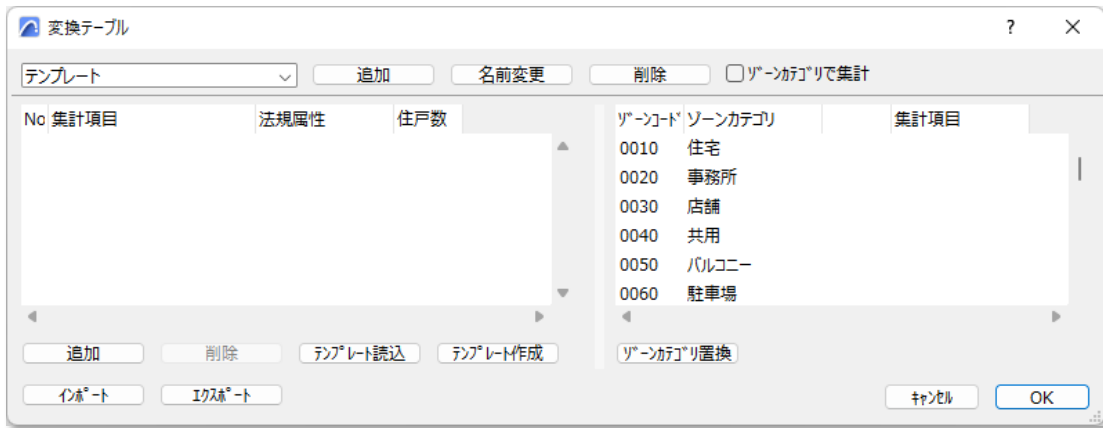 変換テーブル ?
テンプレート 追加 名前変更 削除 ｿﾞｰﾝｶﾃｺﾞﾘで集計
No 集計項目 法規属性 住戸数 ｿﾞｰﾝｺｰﾄﾞ ゾーンカテゴリ 集計項目
0010 住宅
0020 事務所
0030 店舗
0040 共用
0050 バルコニー
0060 駐車場
追加 削除 ﾃﾝﾌﾟﾚｰﾄ読込 ﾃﾝﾌﾟﾚｰﾄ作成 ｿﾞｰﾝｶﾃｺﾞﾘ置換
ｲﾝﾎﾟｰﾄ ｴｸｽﾎﾟｰﾄ ｷｬﾝｾﾙ OK